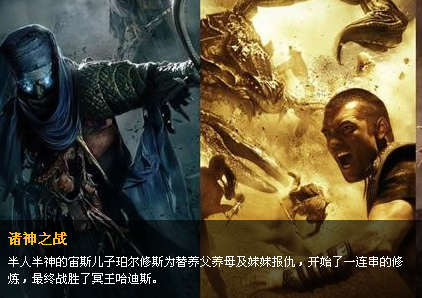 诸神之战
半人半神的宙斯儿子珀尔修斯为替养父养母及妹妹报仇，开始了一连串的修
炼，最终战胜了冥王哈迪斯。